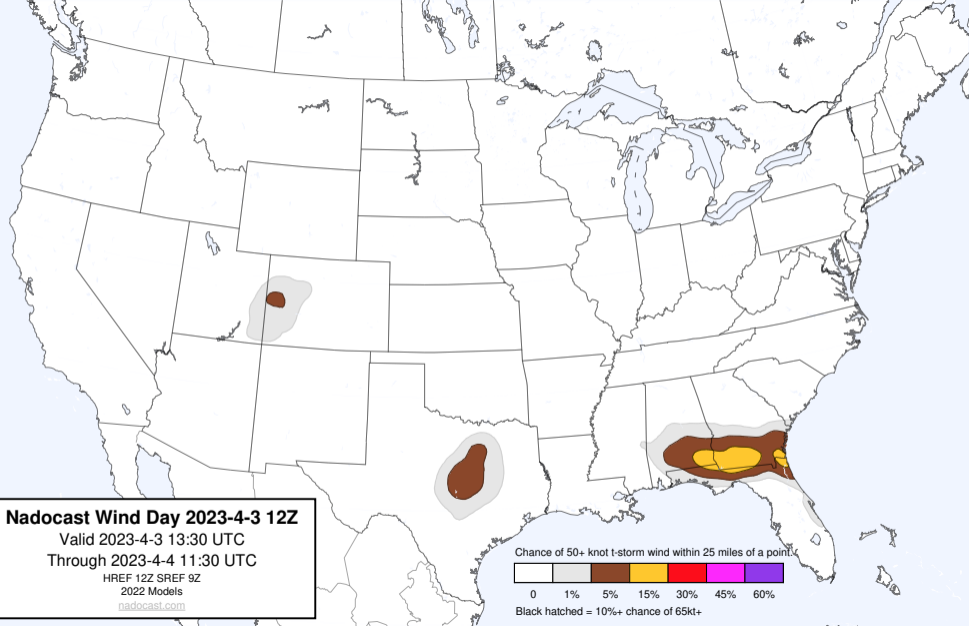 Nadocast Wind Day 2023-4-3 12Z
Valid 2023-4-3 13:30 UTC
Through 2023-4-4 11:30 UTC
HREF 12Z SREF 9Z
2022 Models
nadocast.com
Chance of 50+ knot t-storm wind within 25 miles of a point.
0 1% 5% 15% 30% 45% 60%
Black hatched = 10%+ chance of 65kt+